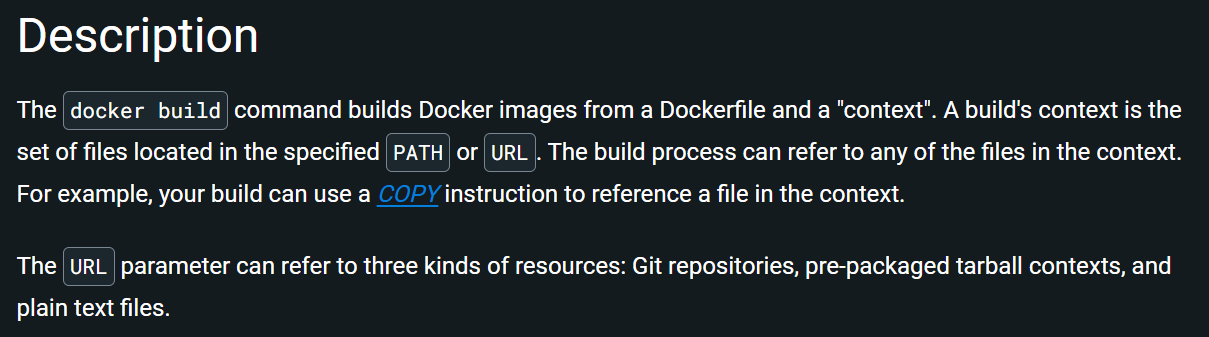 Description
The docker build command builds Docker images from a Dockerfile and a "context". A build's context is the
set of files located in the specified PATH or URL. The build process can refer to any of the files in the context.
For example, your build can use a COPY instruction to reference a file in the context.
The URL parameter can refer to three kinds of resources: Git repositories, pre-packaged tarball contexts, and
plain text files.